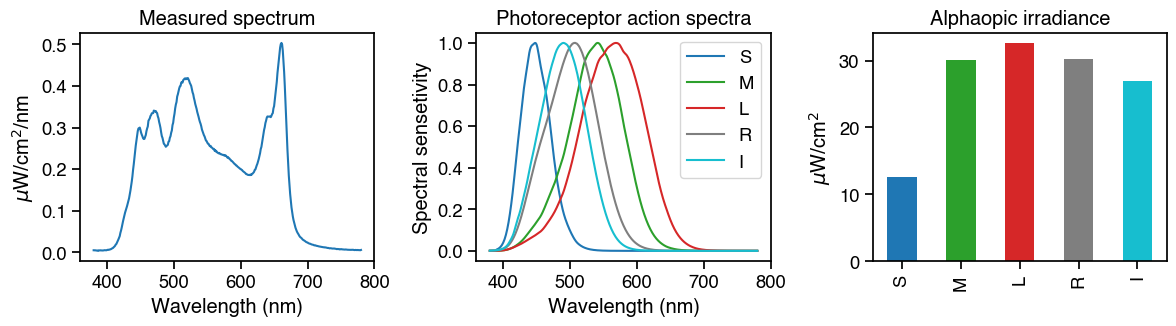 Measured spectrum
μW/cm²/nm
0.5
0.4
0.3
0.2
0.1
0.0
400 500 600 700 800
Wavelength (nm)
Photoreceptor action spectra
Spectral sensetivity
1.0
0.8
0.6
0.4
0.2
0.0
400 500 600 700 800
Wavelength (nm)
S
M
L
R
I
Alphaopic irradiance
μW/cm²
30
20
10
0
S
M
L
R
I